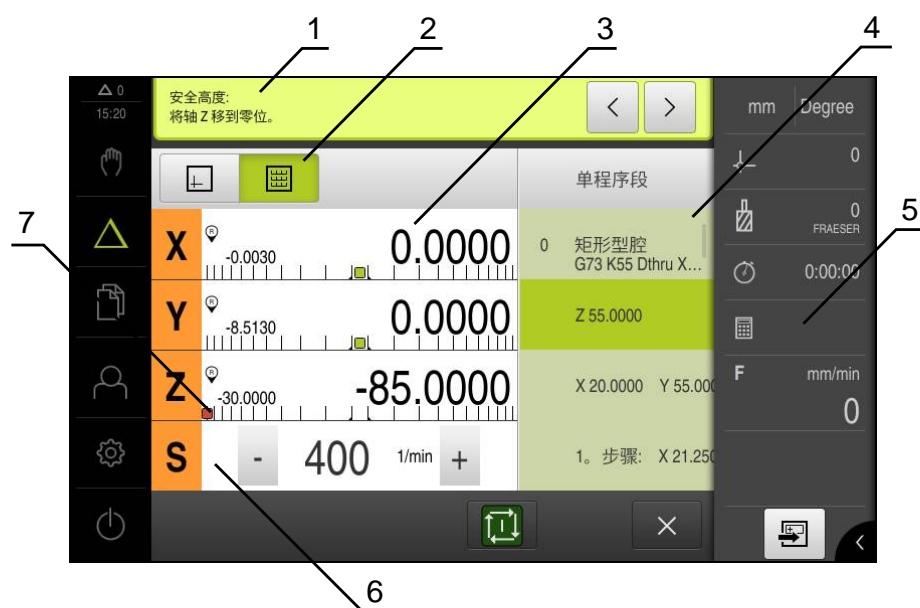 1
2
3
4
5
6
7
0
15:20
安全高度:
将轴 Z 移到零位。
mm
Degree
单程序段
X
R
-0.0030
0.0000
0
矩形型腔
G73 K55 Dthru X...
Y
R
-8.5130
0.0000
Z 55.0000
Z
R
-30.0000
-85.0000
X 20.0000 Y 55.000
S
-
400
1/min
+
1。步骤: X 21.250
0
0
FRAESER
0:00:00
F
mm/min
0